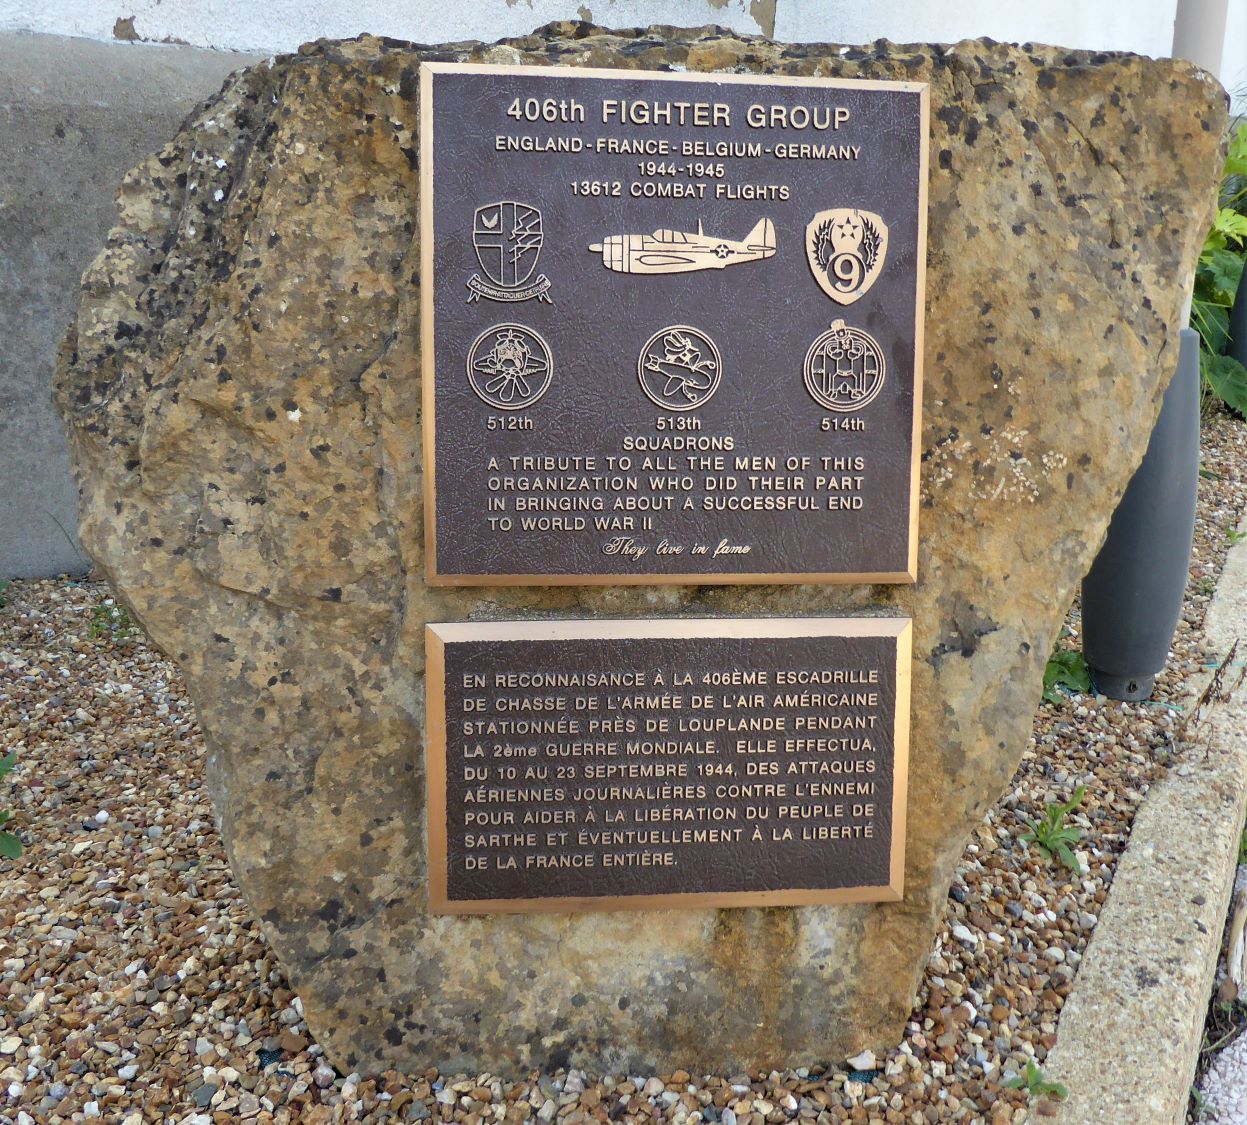 406th FIGHTER GROUP
ENGLAND-FRANCE-BELGIUM-GERMANY
1944-1945
13612 COMBAT FLIGHTS
9
512th 513th 514th
SQUADRONS
A TRIBUTE TO ALL THE MEN OF THIS
ORGANIZATION WHO DID THEIR PART
IN BRINGING ABOUT A SUCCESSFUL END
TO WORLD WAR II
They live in fame
EN RECONNAISANCE À LA 406ÈME ESCADRILLE
DE CHASSE DE L'ARMÉE DE L'AIR AMÉRICAINE
STATIONNÉE PRÈS DE LOUPLANDE PENDANT
LA 2ème GUERRE MONDIALE. ELLE EFFECTUA,
DU 10 AU 23 SEPTEMBRE 1944, DES ATTAQUES
AÉRIENNES JOURNALIÈRES CONTRE L'ENNEMI
POUR AIDER À LA LIBÉRATION DU PEUPLE DE
SARTHE ET ÉVENTUELLEMENT À LA LIBERTÉ
DE LA FRANCE ENTIÈRE.